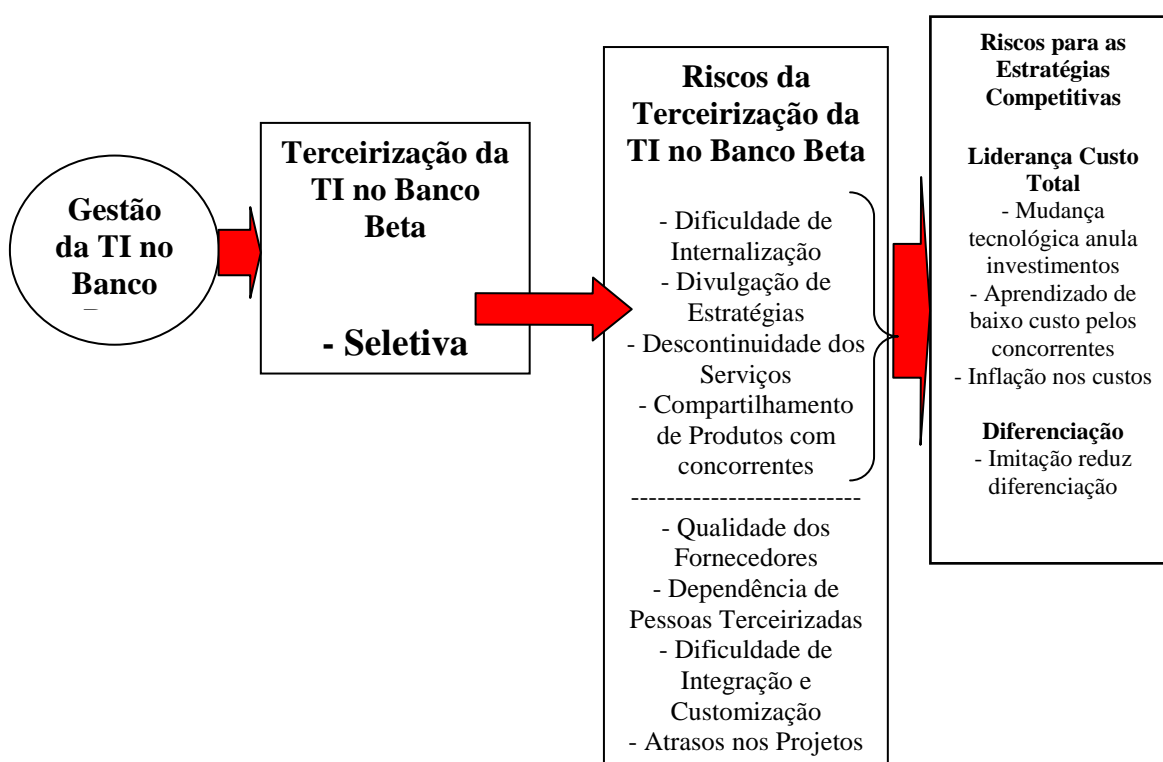 Gestão
da TI no
Banco
Terceirização da
TI no Banco
Beta
- Seletiva
Riscos da
Terceirização da
TI no Banco Beta
- Dificuldade de
Internalização
- Divulgação de
Estratégias
- Descontinuidade dos
Serviços
- Compartilhamento
de Produtos com
concorrentes
---------------------------
- Qualidade dos
Fornecedores
- Dependência de
Pessoas Terceirizadas
- Dificuldade de
Integração e
Customização
- Atrasos nos Projetos
Riscos para as
Estratégias
Competitivas
Liderança Custo
Total
- Mudança
tecnológica anula
investimentos
- Aprendizado de
baixo custo pelos
concorrentes
- Inflação nos custos
Diferenciação
- Imitação reduz
diferenciação